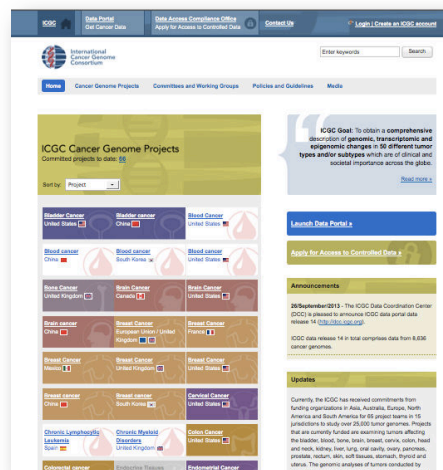 ICGC
Data Portal
Get Cancer Data
Data Access Compliance Office
Apply for Access to Controlled Data
Contact Us
Login | Create an ICGC account
International
Cancer Genome
Consortium
Enter keywords
Search
Home
Cancer Genome Projects
Committees and Working Groups
Policies and Guidelines
Media
ICGC Cancer Genome Projects
Committed projects to date: 66
Sort by: Project
Bladder Cancer
United States
Bladder cancer
China
Blood Cancer
United States
Blood cancer
China
Blood cancer
South Korea
Blood cancer
United States
Bone Cancer
United Kingdom
Brain Cancer
Canada
Brain Cancer
United States
Brain cancer
China
Breast Cancer
European Union / United
Kingdom
Breast Cancer
France
Breast Cancer
Mexico
Breast Cancer
United Kingdom
Breast Cancer
United States
Breast cancer
China
Breast cancer
South Korea
Cervical Cancer
United States
Chronic Lymphocytic
Leukemia
Spain
Chronic Myeloid
Disorders
United Kingdom
Colon Cancer
United States
Colorectal cancer
Endocrine Tissues
Endometrial Cancer
ICGC Goal: To obtain a comprehensive
description of genomic, transcriptomic and
epigenomic changes in 50 different tumor
types and/or subtypes which are of clinical and
societal importance across the globe.
Read more »
Launch Data Portal »
Apply for Access to Controlled Data »
Announcements
26/September/2013 - The ICGC Data Coordination Center
(DCC) is pleased to announce ICGC data portal data
release 14 (http://dcc.icgc.org).
ICGC data release 14 in total comprises data from 8,636
cancer genomes.
Updates
Currently, the ICGC has received commitments from
funding organizations in Asia, Australia, Europe, North
America and South America for 66 project teams in 15
jurisdictions to study over 25,000 tumor genomes. Projects
that are currently funded are examining tumors affecting
the bladder, blood, bone, brain, breast, cervix, colon, head
and neck, kidney, liver, lung, oral cavity, ovary, pancreas,
prostate, rectum, skin, soft tissues, stomach, thyroid and
uterus. The genomic analyses of tumors conducted by